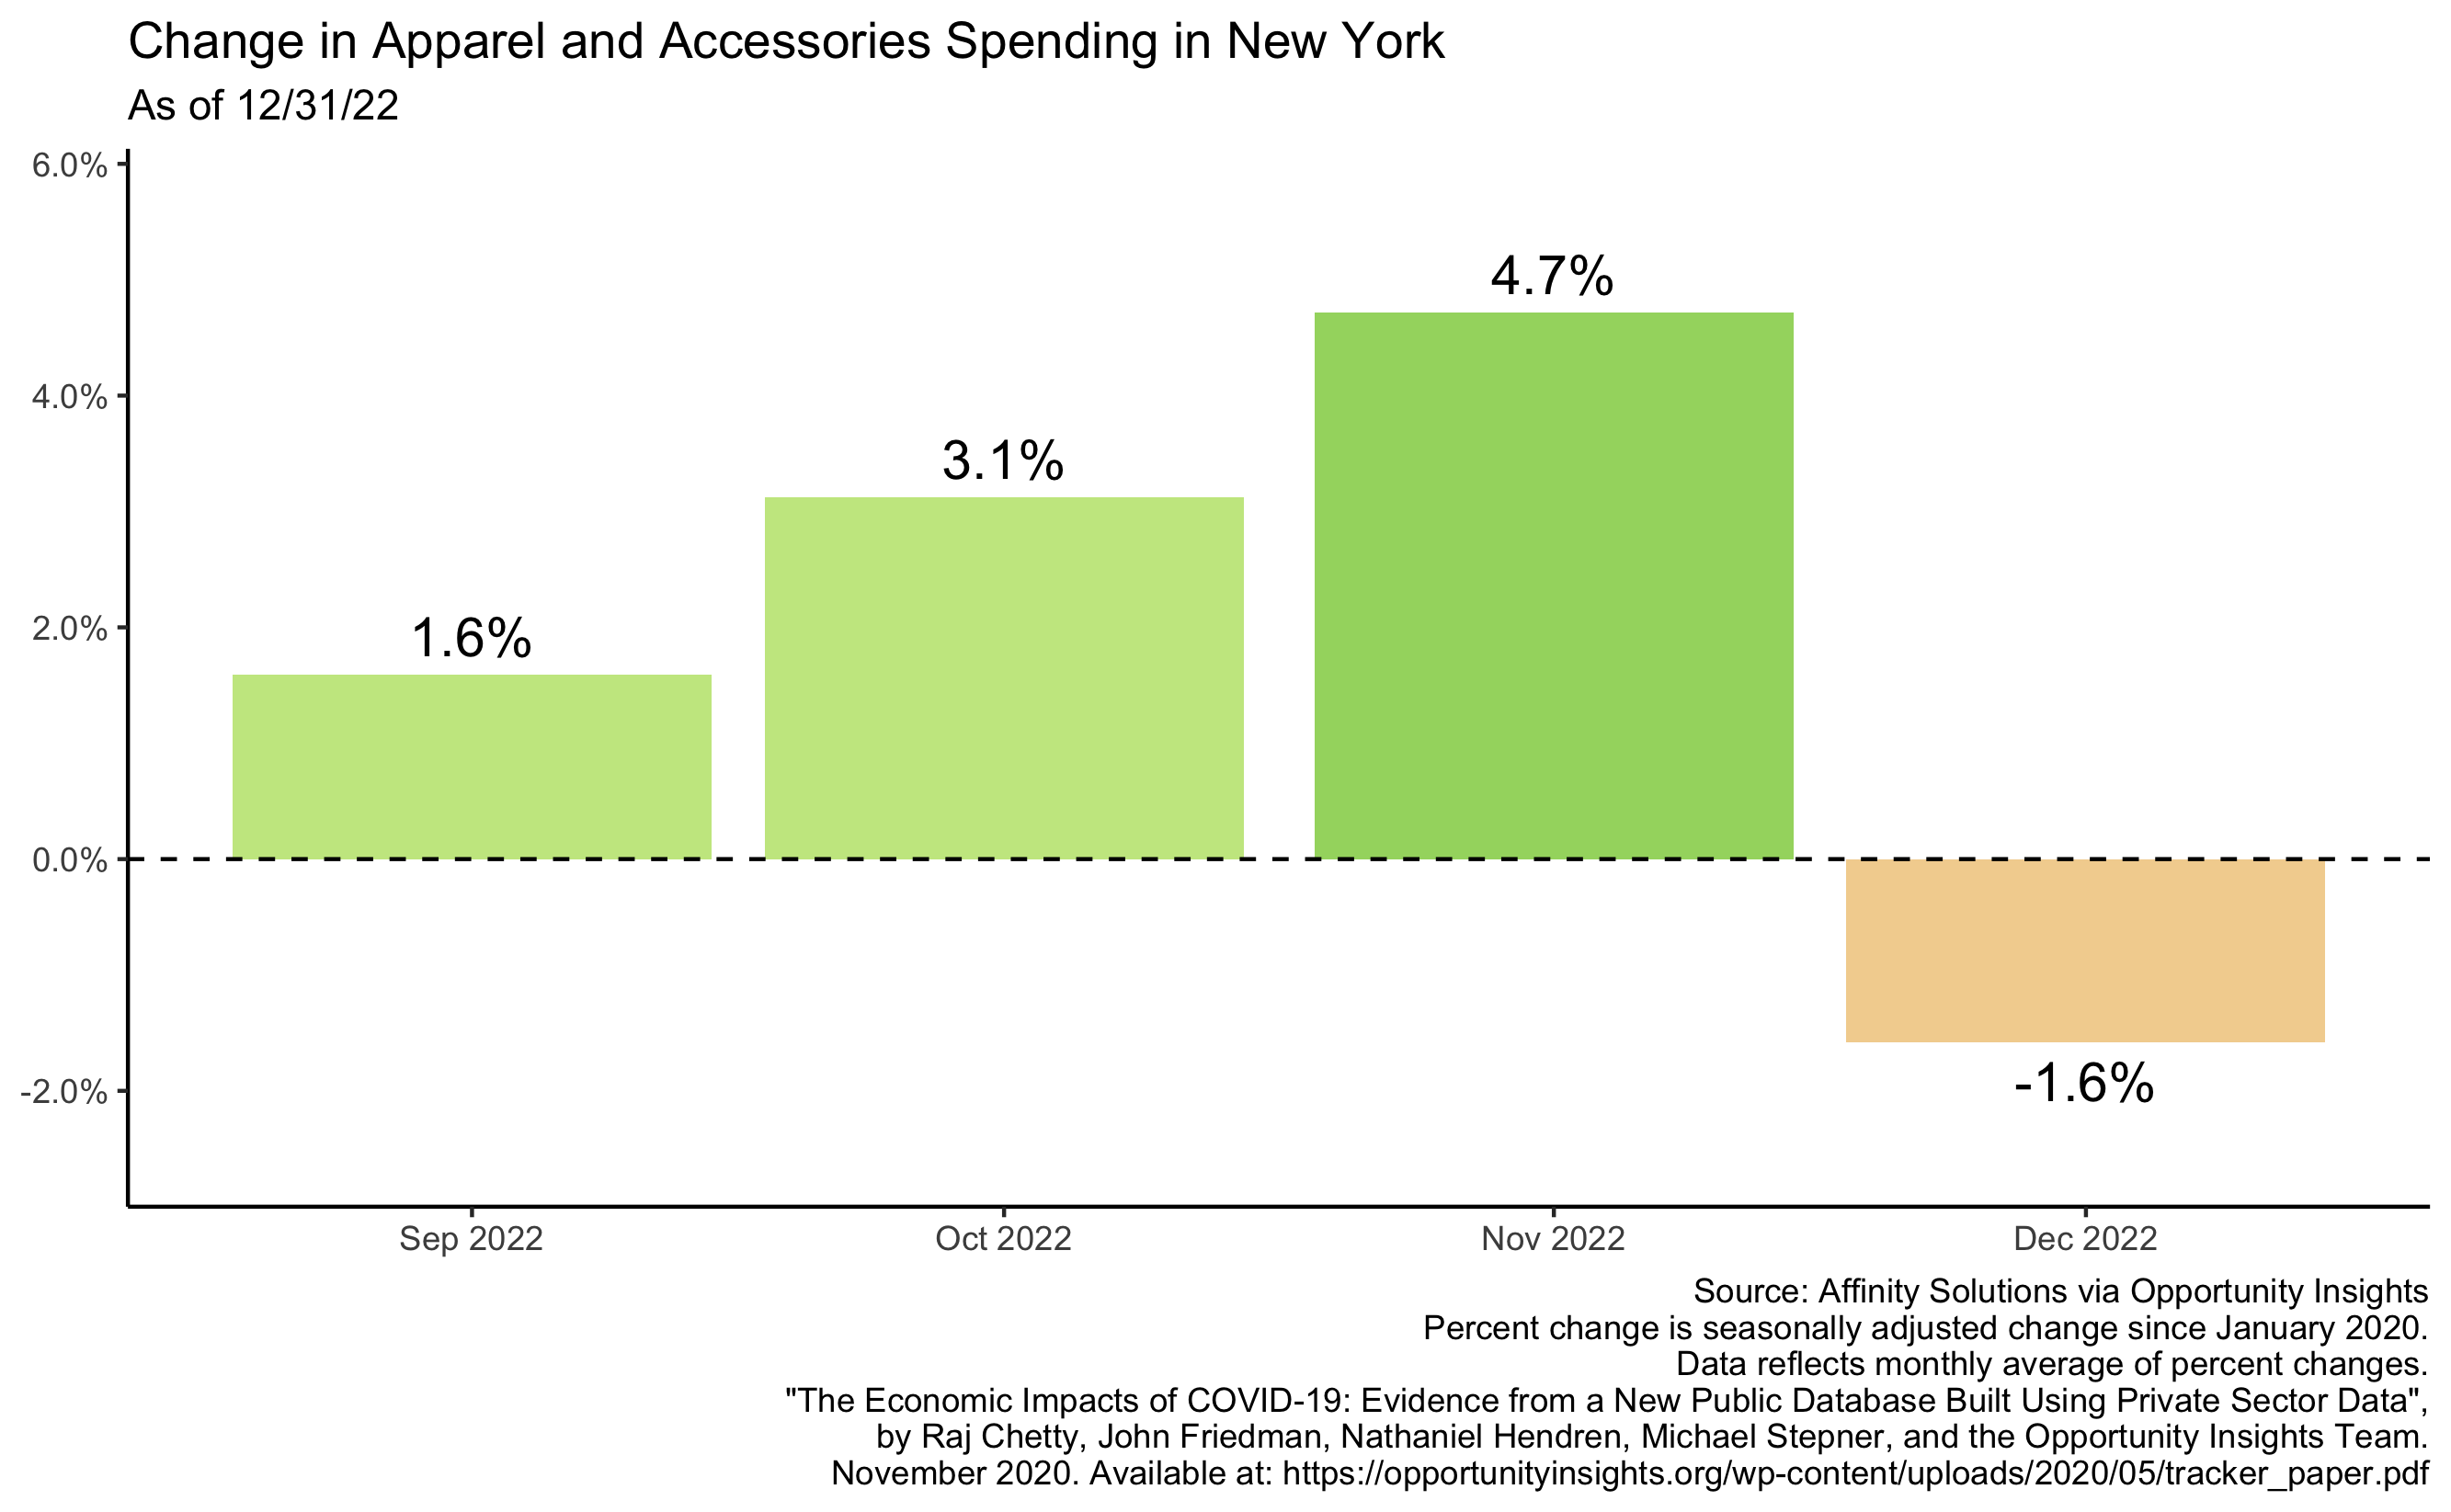 Change in Apparel and Accessories Spending in New York
As of 12/31/22
6.0%
4.0%
2.0%
0.0%
-2.0%
1.6%
3.1%
4.7%
-1.6%
Sep 2022
Oct 2022
Nov 2022
Dec 2022
Source: Affinity Solutions via Opportunity Insights
Percent change is seasonally adjusted change since January 2020.
Data reflects monthly average of percent changes.
"The Economic Impacts of COVID-19: Evidence from a New Public Database Built Using Private Sector Data",
by Raj Chetty, John Friedman, Nathaniel Hendren, Michael Stepner, and the Opportunity Insights Team.
November 2020. Available at: https://opportunityinsights.org/wp-content/uploads/2020/05/tracker_paper.pdf